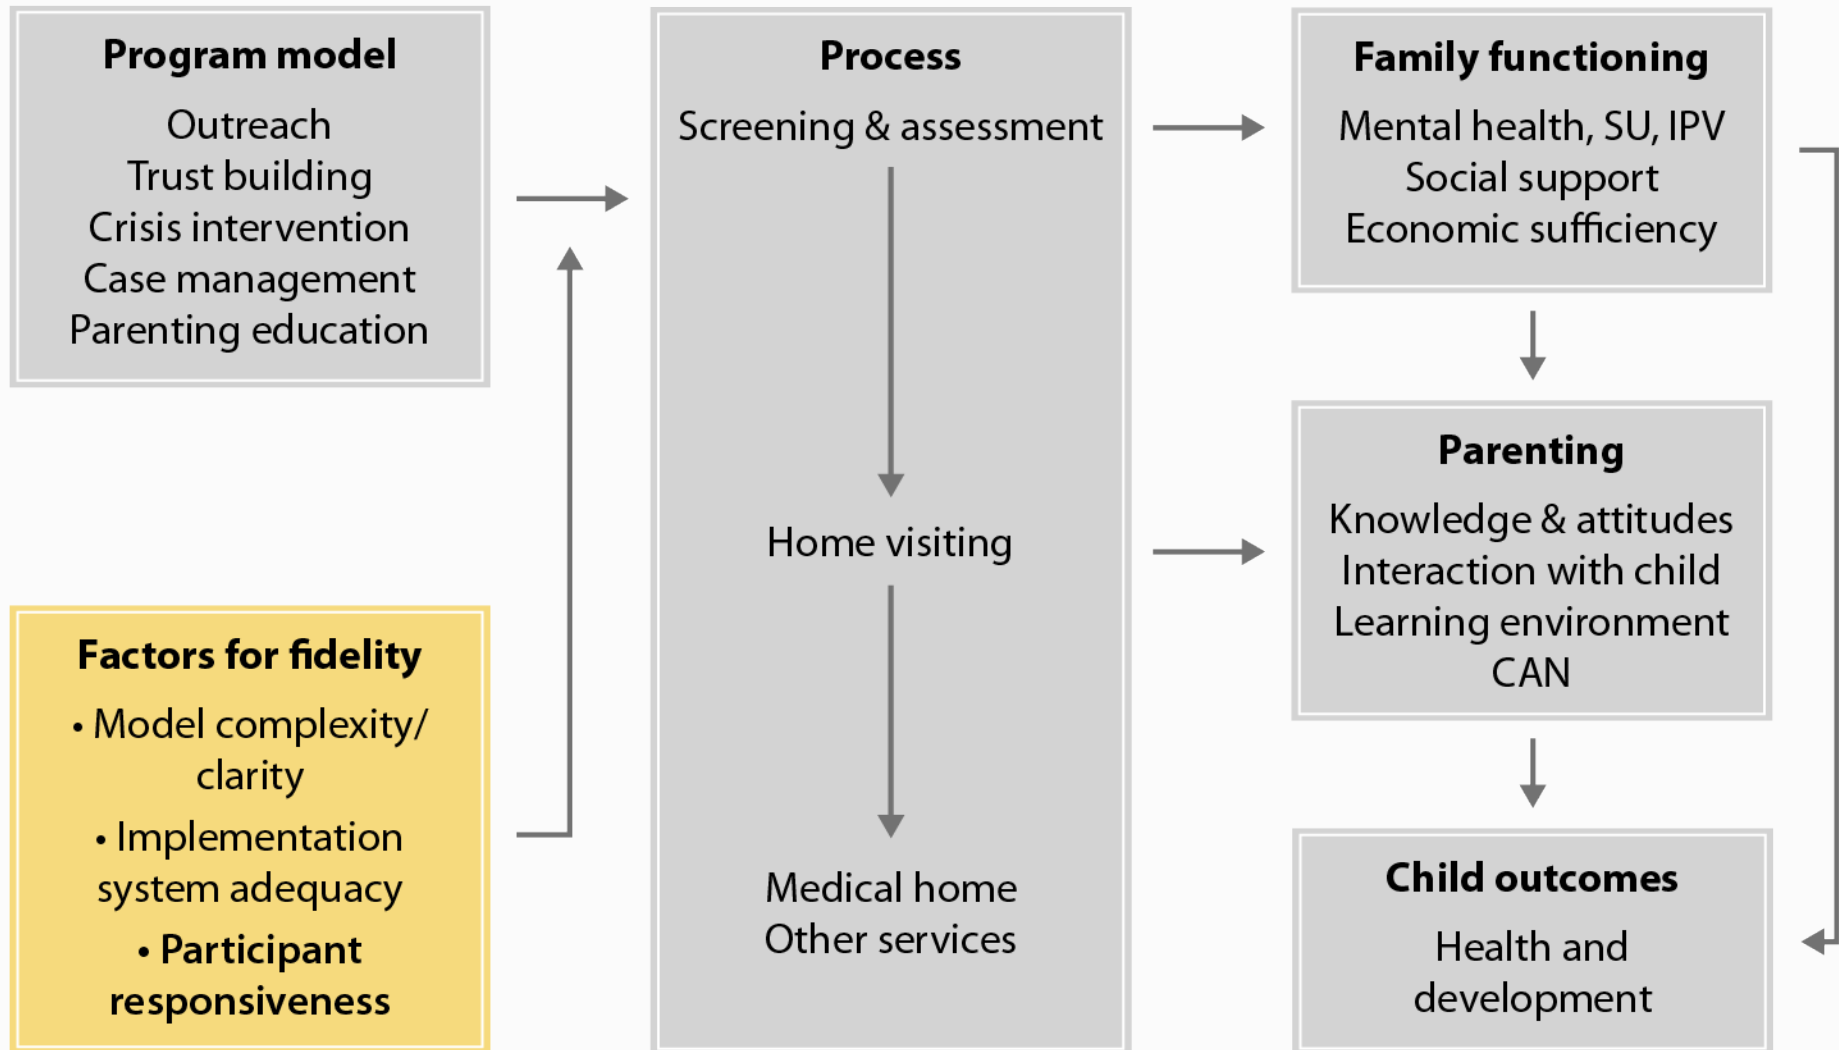 Program model
Outreach
Trust building
Crisis intervention
Case management
Parenting education
Factors for fidelity
• Model complexity/
clarity
• Implementation
system adequacy
• Participant
responsiveness
Process
Screening & assessment
Home visiting
Medical home
Other services
Family functioning
Mental health, SU, IPV
Social support
Economic sufficiency
Parenting
Knowledge & attitudes
Interaction with child
Learning environment
CAN
Child outcomes
Health and
development